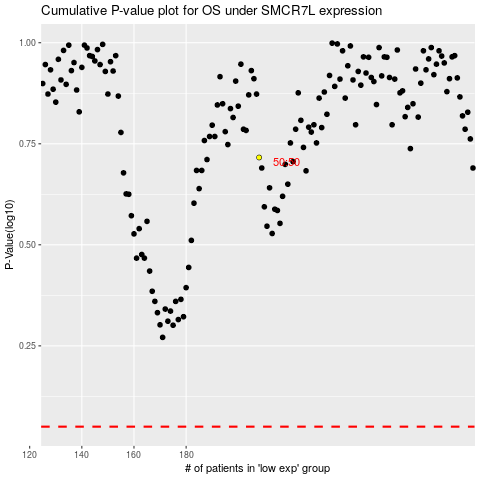 Cumulative P-value plot for OS under SMCR7L expression
1.00
0.75
50:50
0.50
0.25
P-Value(log10)
120 140 160 180
# of patients in 'low exp' group